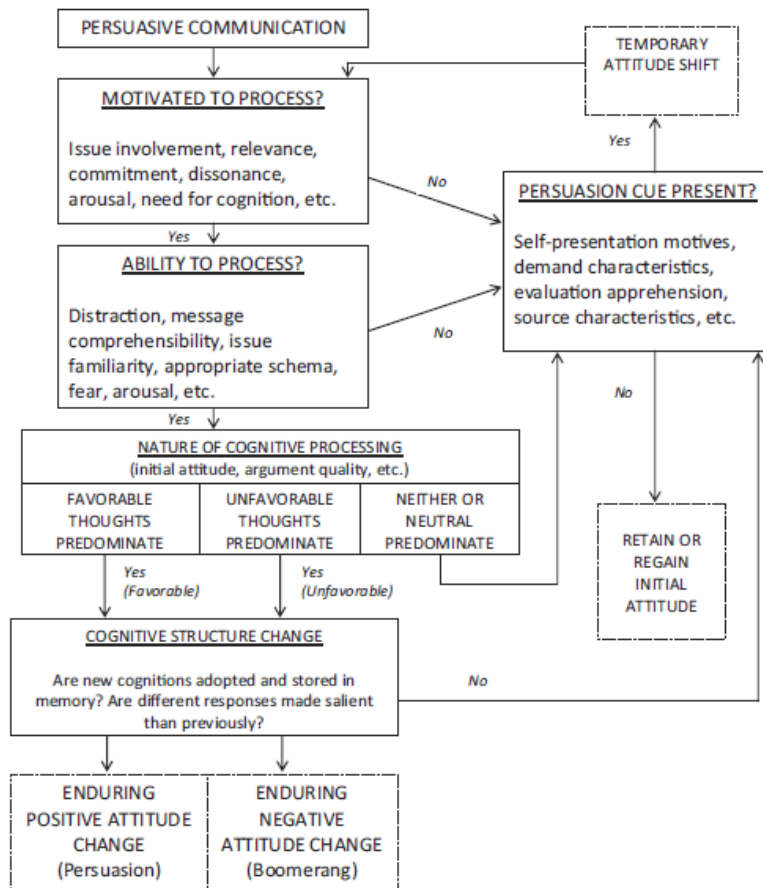 PERSUASIVE COMMUNICATION
TEMPORARY
ATTITUDE SHIFT
MOTIVATED TO PROCESS?
Issue involvement, relevance,
commitment, dissonance,
arousal, need for cognition, etc.
Yes
No
Yes
PERSUASION CUE PRESENT?
Self-presentation motives,
demand characteristics,
evaluation apprehension,
source characteristics, etc.
ABILITY TO PROCESS?
Distraction, message
comprehensibility, issue
familiarity, appropriate schema,
fear, arousal, etc.
No
Yes
No
NATURE OF COGNITIVE PROCESSING
(initial attitude, argument quality, etc.)
FAVORABLE
THOUGHTS
PREDOMINATE
UNFAVORABLE
THOUGHTS
PREDOMINATE
NEITHER OR
NEUTRAL
PREDOMINATE
RETAIN OR
REGAIN
INITIAL
ATTITUDE
Yes
(Favorable)
Yes
(Unfavorable)
COGNITIVE STRUCTURE CHANGE
Are new cognitions adopted and stored in
memory? Are different responses made salient
than previously?
No
ENDURING
POSITIVE ATTITUDE
CHANGE
(Persuasion)
ENDURING
NEGATIVE
ATTITUDE CHANGE
(Boomerang)